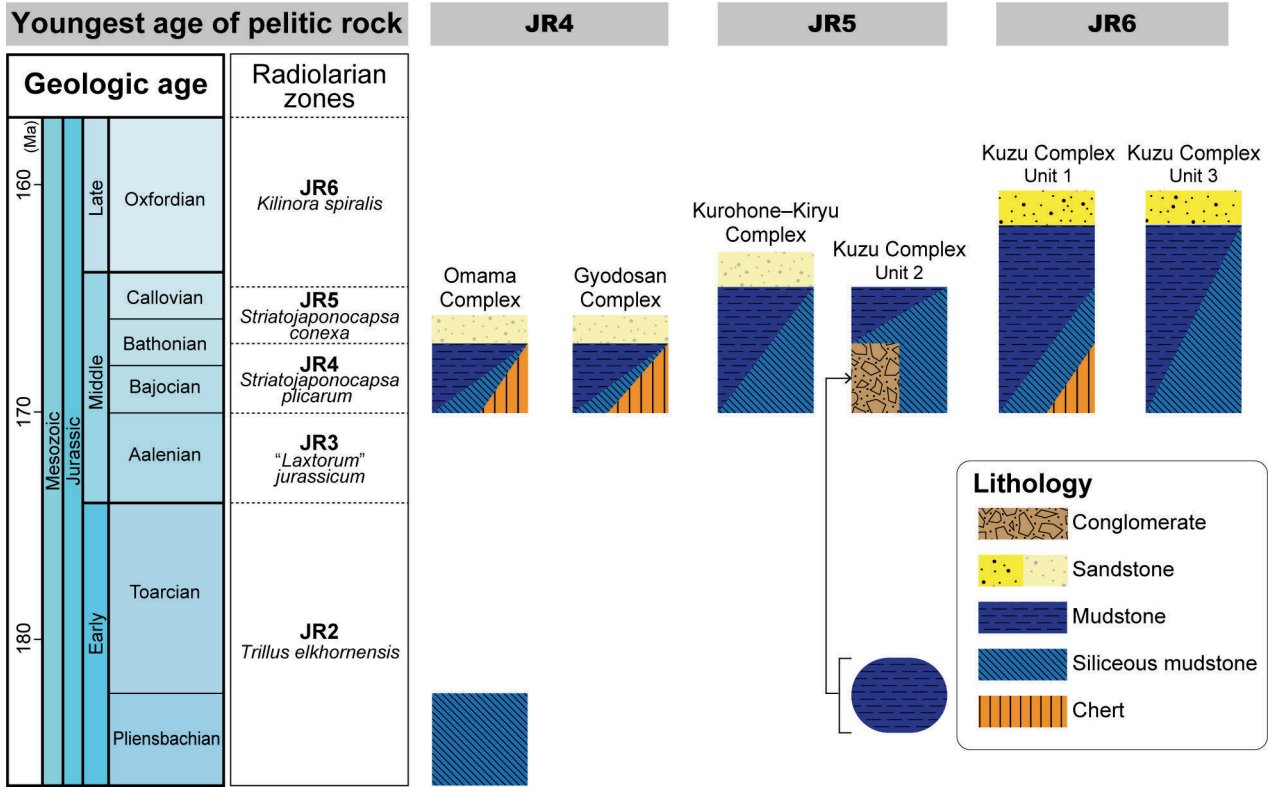 Youngest age of pelitic rock
JR4
JR5
JR6
Geologic age
Radiolarian
zones
(Ma)
160
170
180
Mesozoic
Jurassic
Late
Middle
Early
Oxfordian
Callovian
Bathonian
Bajocian
Aalenian
Toarcian
Pliensbachian
JR6
Kilinora spiralis
JR5
Striatojaponocapsa
conexa
JR4
Striatojaponocapsa
plicarum
JR3
“Laxtorum”
jurassicum
JR2
Trillus elkhornensis
Omama
Complex
Gyodosan
Complex
Kurohone–Kiryu
Complex
Kuzu Complex
Unit 2
Kuzu Complex
Unit 1
Kuzu Complex
Unit 3
Lithology
Conglomerate
Sandstone
Mudstone
Siliceous mudstone
Chert